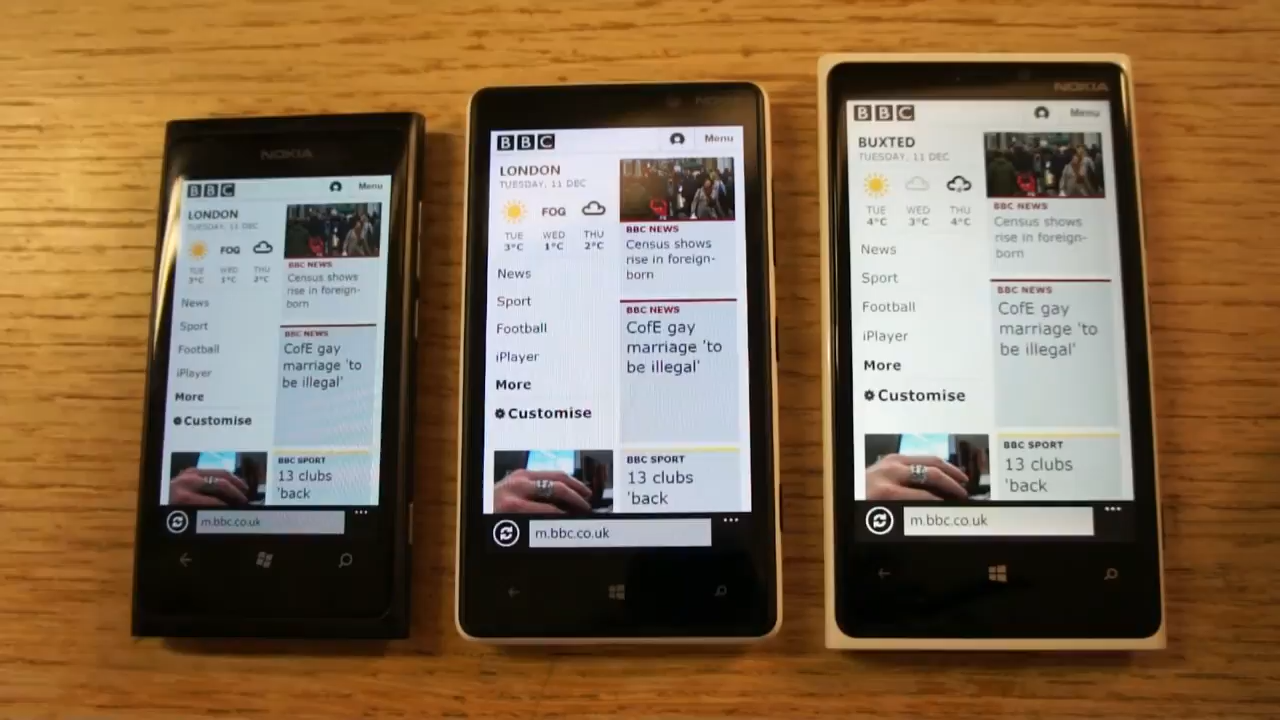 NOKIA
BBC
Menu
LONDON
TUESDAY, 11 DEC
FOG
TUE WED THU
3°C 1°C 2°C
News
Sport
Football
iPlayer
More
Customise
BBC NEWS
Census shows
rise in foreign-
born
BBC NEWS
CofE gay
marriage 'to
be illegal'
BBC SPORT
13 clubs
'back
m.bbc.co.uk
NOKIA
BBC
Menu
LONDON
TUESDAY, 11 DEC
FOG
TUE WED THU
3°C 1°C 2°C
News
Sport
Football
iPlayer
More
Customise
BBC NEWS
Census shows
rise in foreign-
born
BBC NEWS
CofE gay
marriage 'to
be illegal'
BBC SPORT
13 clubs
'back
m.bbc.co.uk
NOKIA
BBC
Menu
BUXTED
TUESDAY, 11 DEC
TUE WED THU
4°C 3°C 4°C
News
Sport
Football
iPlayer
More
Customise
BBC NEWS
Census shows
rise in foreign-
born
BBC NEWS
CofE gay
marriage 'to
be illegal'
BBC SPORT
13 clubs
'back
m.bbc.co.uk